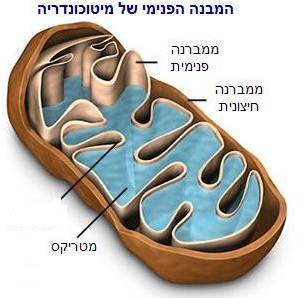 המבנה הפנימי של מיטוכונדריה
ממברנה
פנימית
ממברנה
חיצונית
מטריקס